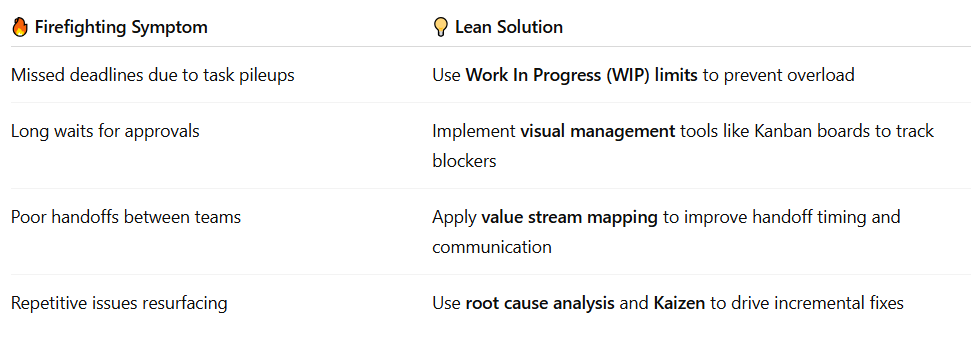 🔥 Firefighting Symptom 💡 Lean Solution
Missed deadlines due to task pileups Use Work In Progress (WIP) limits to prevent overload
Long waits for approvals Implement visual management tools like Kanban boards to track
blockers
Poor handoffs between teams Apply value stream mapping to improve handoff timing and
communication
Repetitive issues resurfacing Use root cause analysis and Kaizen to drive incremental fixes